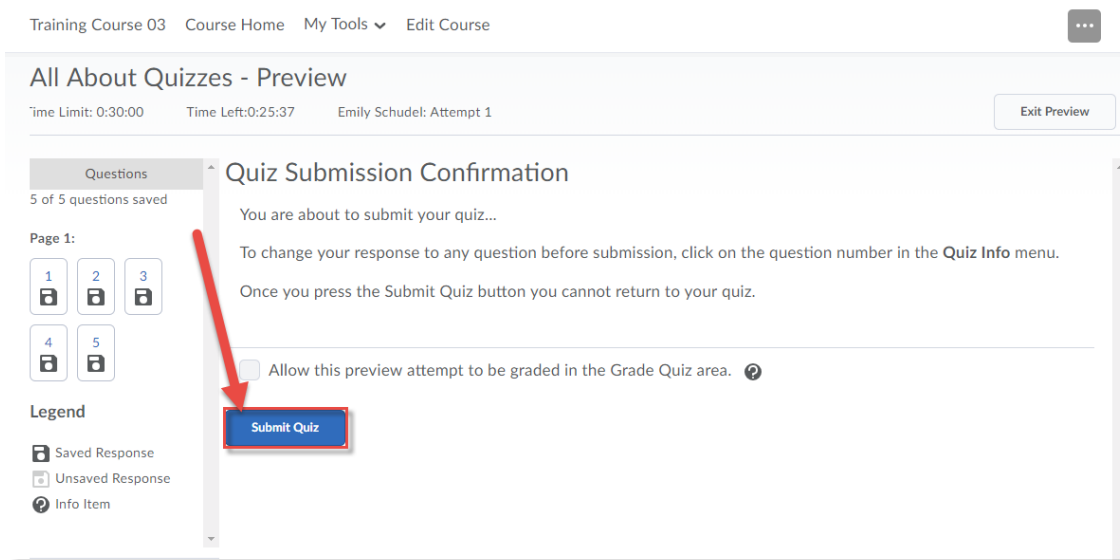 Training Course 03 Course Home My Tools Edit Course
All About Quizzes - Preview
Time Limit: 0:30:00 Time Left:0:25:37 Emily Schudel: Attempt 1 Exit Preview
Questions
5 of 5 questions saved
Page 1:
1 2 3
4 5
Legend
Saved Response
Unsaved Response
Info Item
Quiz Submission Confirmation
You are about to submit your quiz...
To change your response to any question before submission, click on the question number in the Quiz Info menu.
Once you press the Submit Quiz button you cannot return to your quiz.
Allow this preview attempt to be graded in the Grade Quiz area.
Submit Quiz